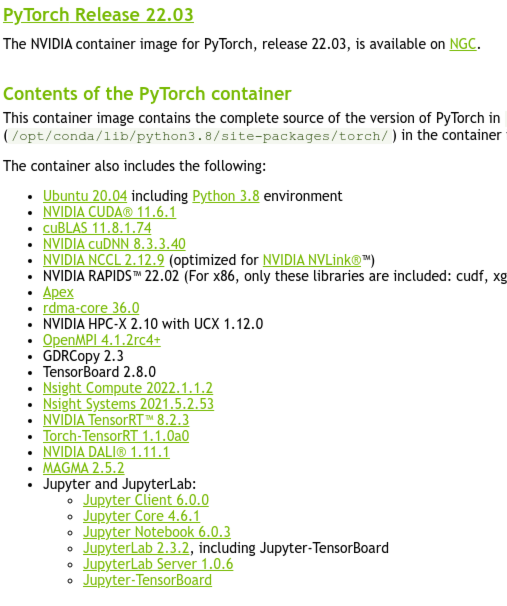 PyTorch Release 22.03
The NVIDIA container image for PyTorch, release 22.03, is available on NGC.
Contents of the PyTorch container
This container image contains the complete source of the version of PyTorch in
(/opt/conda/lib/python3.8/site-packages/torch/) in the container
The container also includes the following:
• Ubuntu 20.04 including Python 3.8 environment
• NVIDIA CUDA® 11.6.1
• cuBLAS 11.8.1.74
• NVIDIA cuDNN 8.3.3.40
• NVIDIA NCCL 2.12.9 (optimized for NVIDIA NVLink®™)
• NVIDIA RAPIDS™ 22.02 (For x86, only these libraries are included: cudf, xg
• Apex
• rdma-core 36.0
• NVIDIA HPC-X 2.10 with UCX 1.12.0
• OpenMPI 4.1.2rc4+
• GDRCopy 2.3
• TensorBoard 2.8.0
• Nsight Compute 2022.1.1.2
• Nsight Systems 2021.5.2.53
• NVIDIA TensorRT™ 8.2.3
• Torch-TensorRT 1.1.0a0
• NVIDIA DALI® 1.11.1
• MAGMA 2.5.2
• Jupyter and JupyterLab:
◦ Jupyter Client 6.0.0
◦ Jupyter Core 4.6.1
◦ Jupyter Notebook 6.0.3
◦ JupyterLab 2.3.2, including Jupyter-TensorBoard
◦ JupyterLab Server 1.0.6
◦ Jupyter-TensorBoard